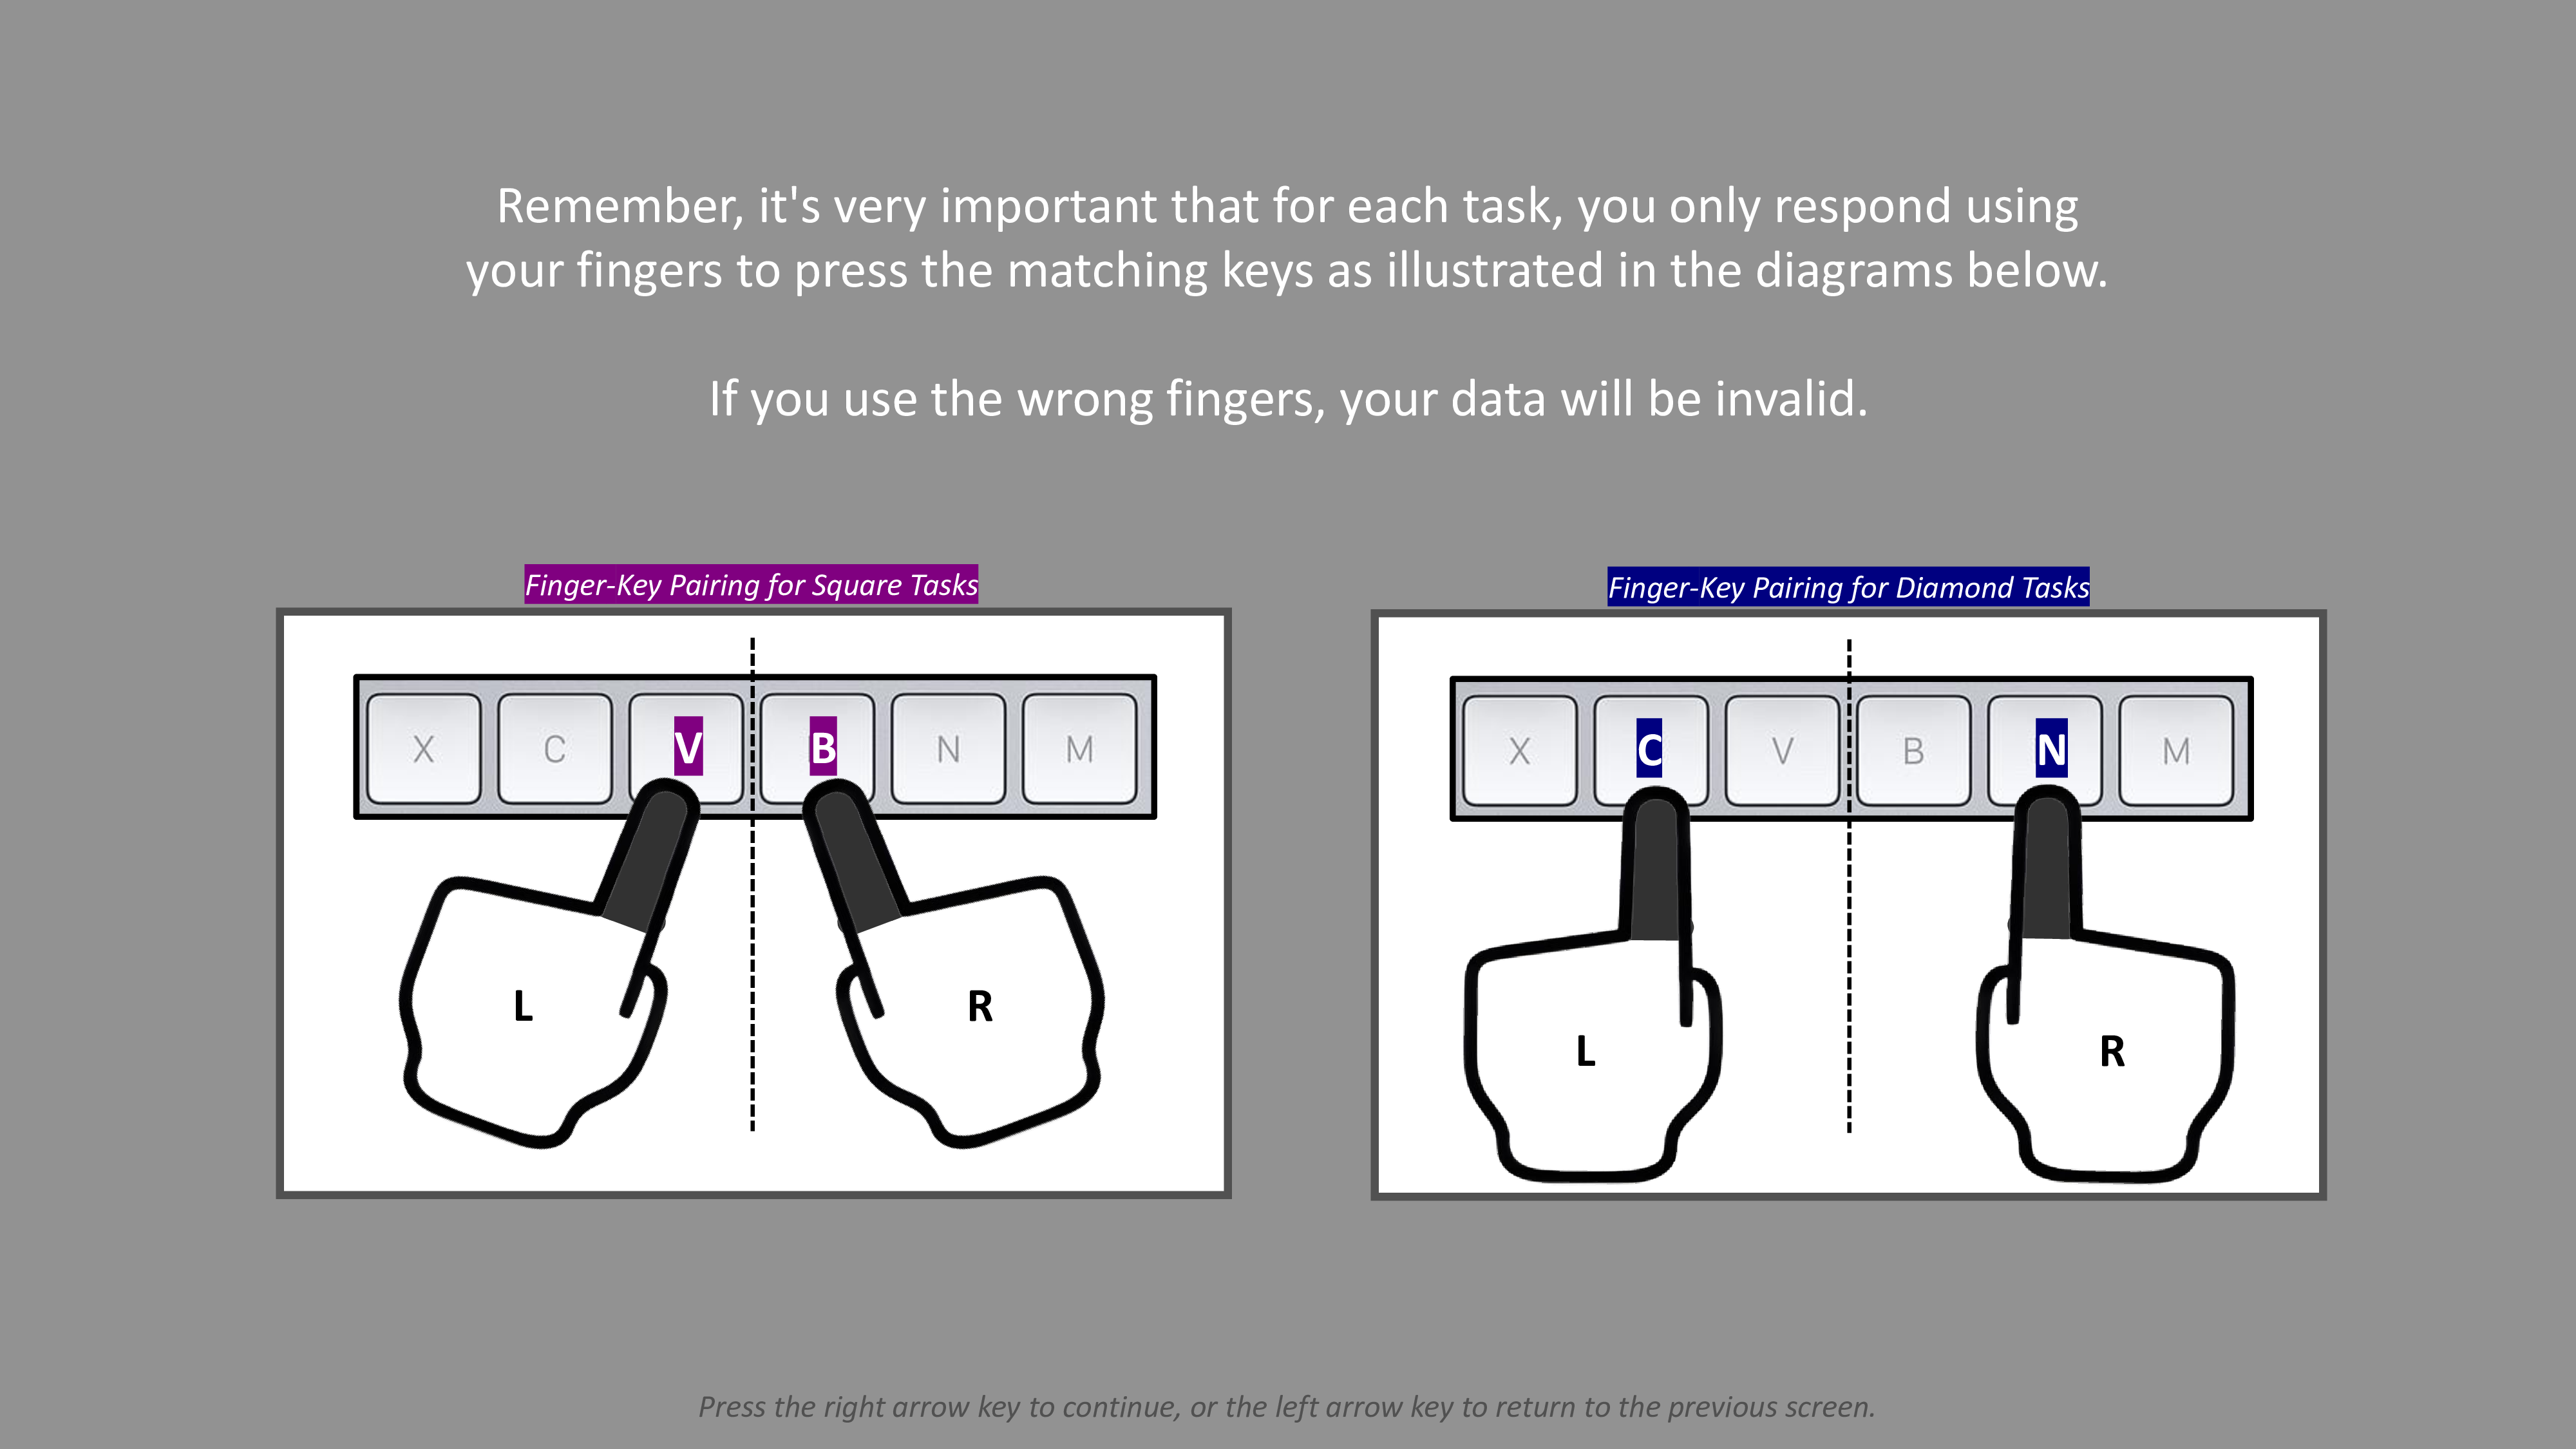 Remember, it's very important that for each task, you only respond using
your fingers to press the matching keys as illustrated in the diagrams below.
If you use the wrong fingers, your data will be invalid.
Finger-Key Pairing for Square Tasks
X C V B N M
L R
Finger-Key Pairing for Diamond Tasks
X C V B N M
L R
Press the right arrow key to continue, or the left arrow key to return to the previous screen.